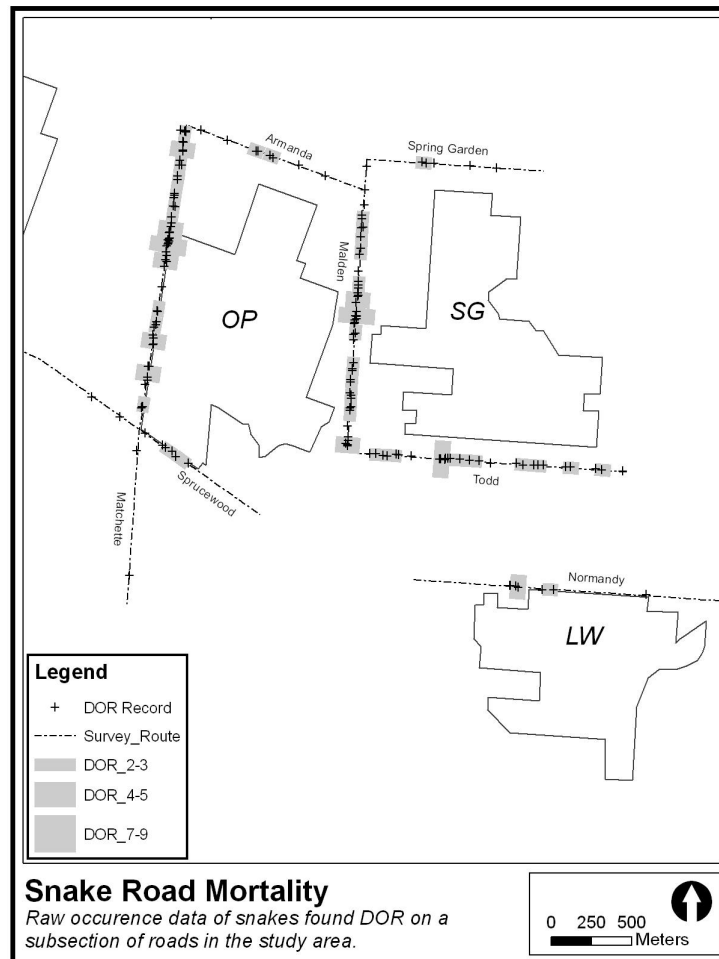 Armanda
Spring Garden
Malden
OP
SG
Matchette
Sprucewood
Todd
Normandy
LW
Legend
DOR Record
Survey_Route
DOR_2-3
DOR_4-5
DOR_7-9
Snake Road Mortality
Raw occurence data of snakes found DOR on a
subsection of roads in the study area.
0 250 500
Meters